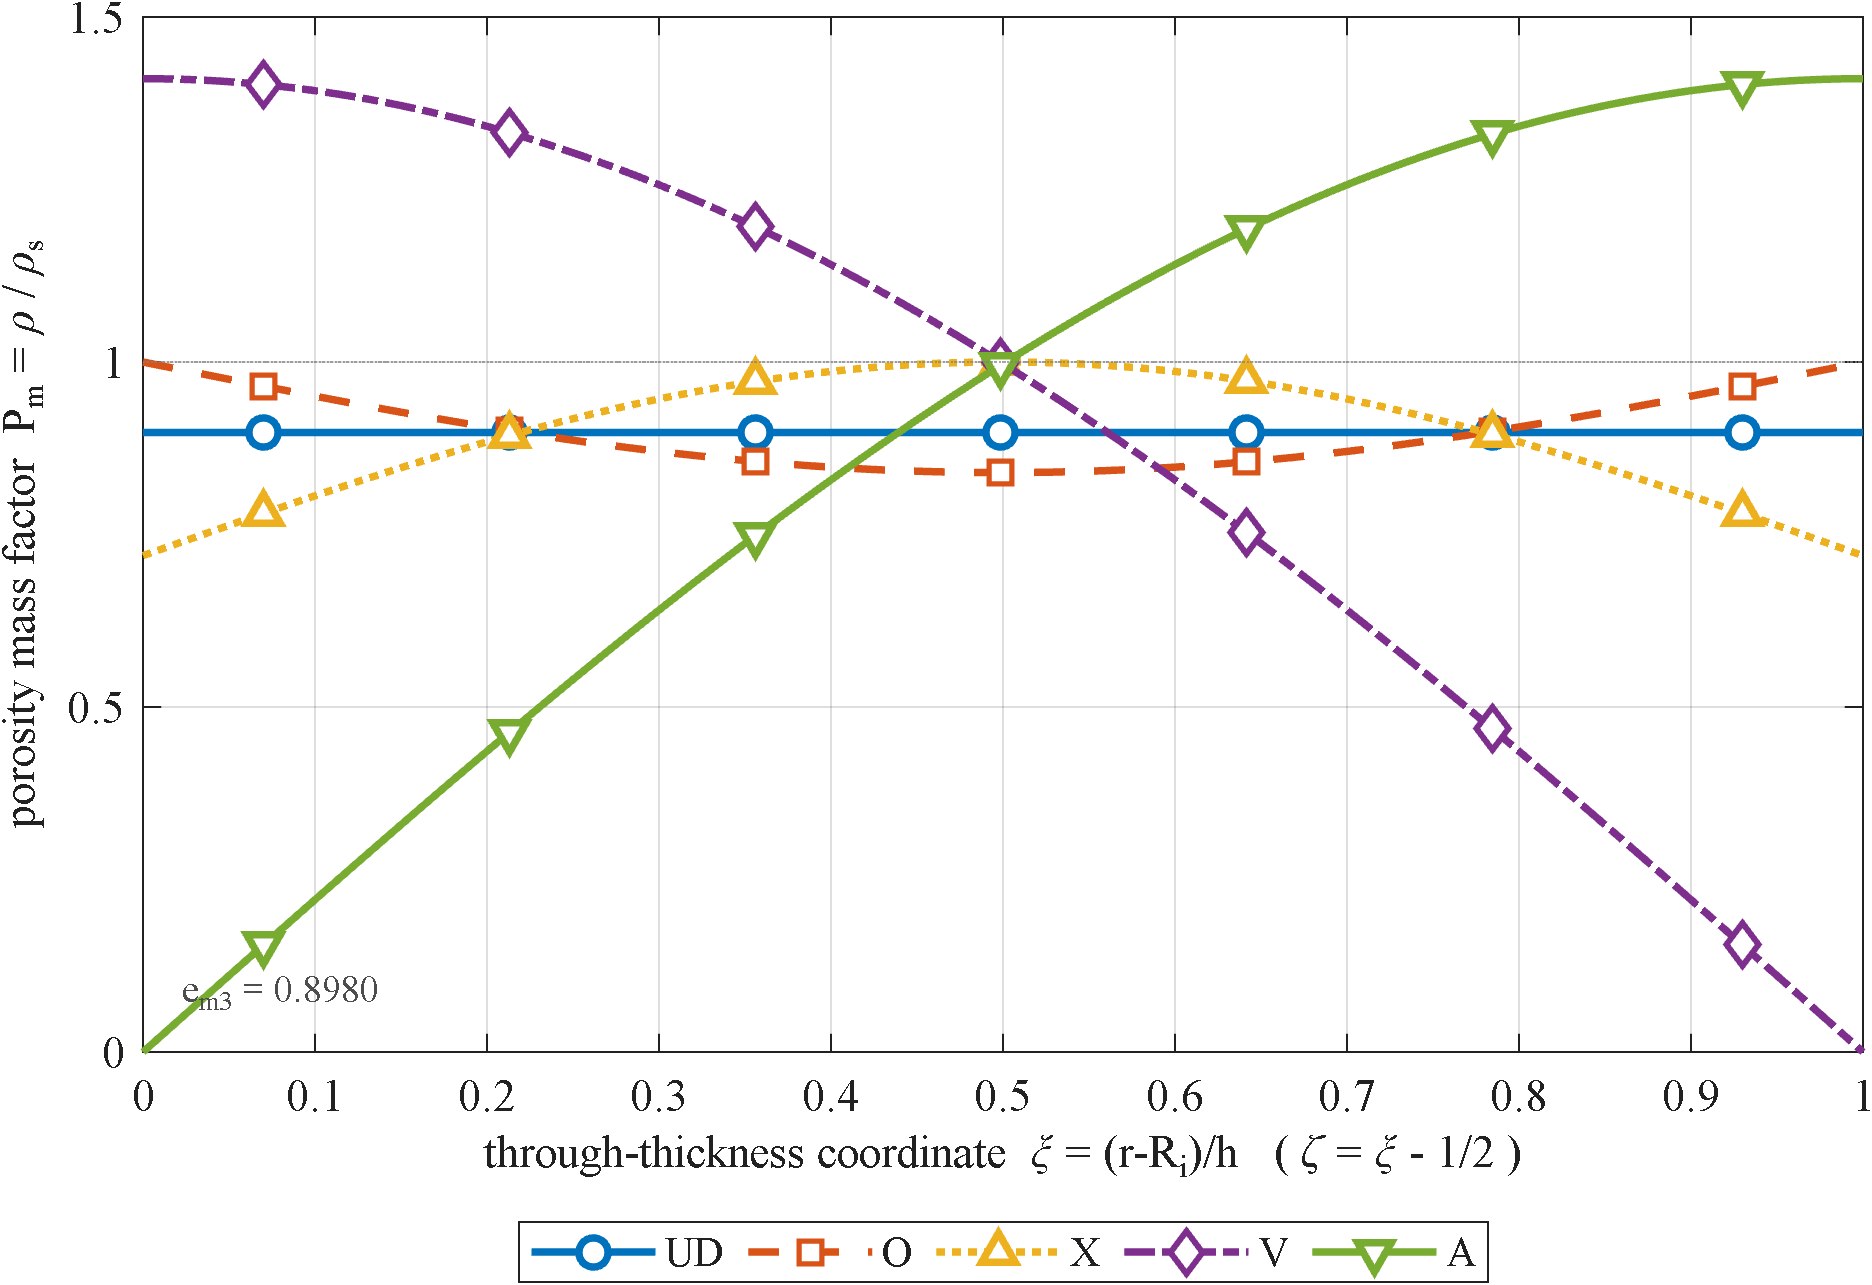 1.5
1
0.5
0
porosity mass factor P_m = ρ / ρ_s
e_m3 = 0.8980
0 0.1 0.2 0.3 0.4 0.5 0.6 0.7 0.8 0.9 1
through-thickness coordinate ξ = (r-R_i)/h ( ζ = ξ - 1/2 )
UD O X V A